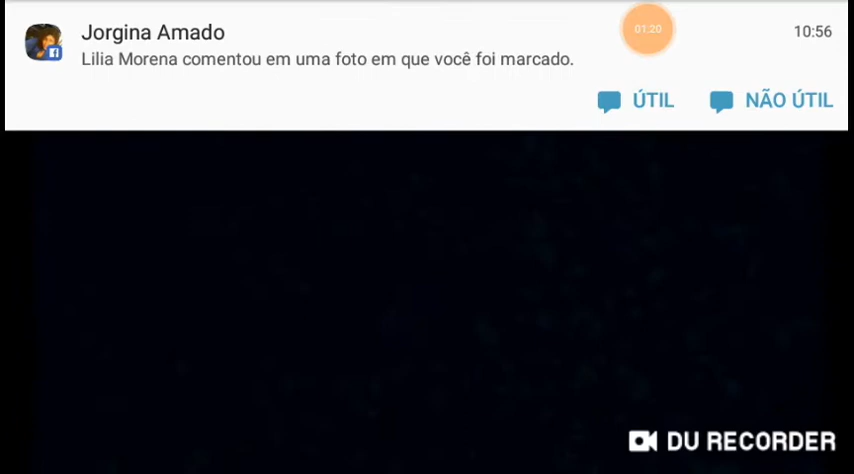 Jorgina Amado
01:20
10:56
Lilia Morena comentou em uma foto em que você foi marcado.
ÚTIL
NÃO ÚTIL
DU RECORDER